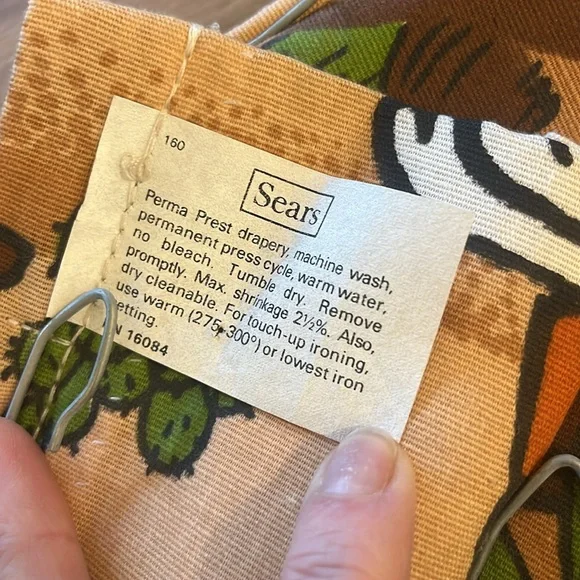 160
Sears
Perma Prest drapery, machine wash,
permanent press cycle, warm water,
no bleach. Tumble dry. Remove
promptly. Max. shrinkage 2½%. Also,
dry cleanable. For touch-up ironing,
use warm (275-300°) or lowest iron
etting.
N 16084